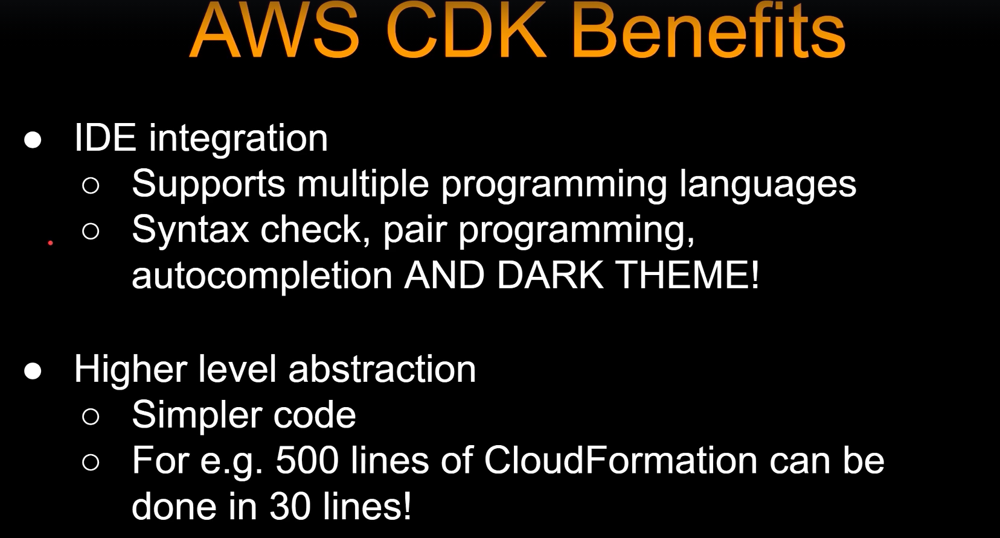 AWS CDK Benefits
● IDE integration
○ Supports multiple programming languages
○ Syntax check, pair programming,
autocompletion AND DARK THEME!
● Higher level abstraction
○ Simpler code
○ For e.g. 500 lines of CloudFormation can be
done in 30 lines!